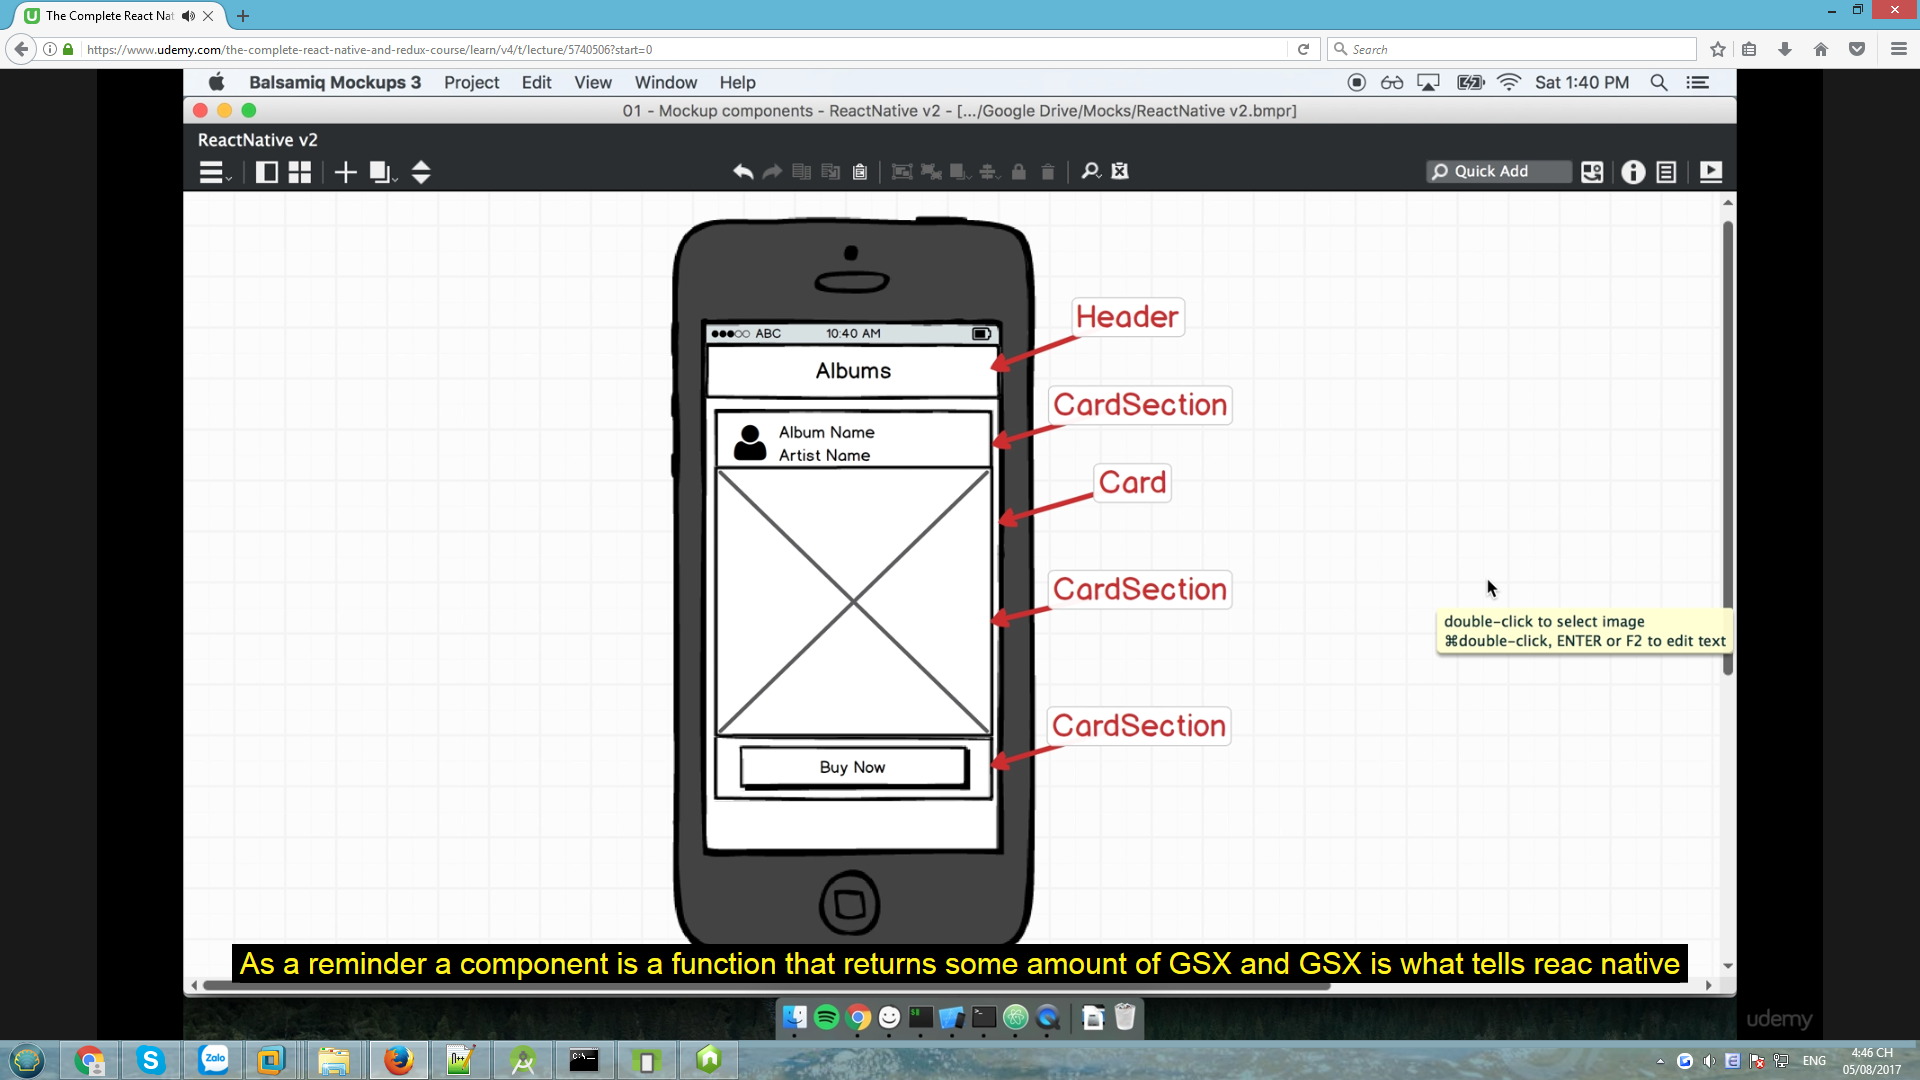 The Complete React Nat
https://www.udemy.com/the-complete-react-native-and-redux-course/learn/v4/t/lecture/5740506?start=0
Search
Balsamiq Mockups 3 Project Edit View Window Help
Sat 1:40 PM
01 - Mockup components - ReactNative v2 - [.../Google Drive/Mocks/ReactNative v2.bmpr]
ReactNative v2
Quick Add
ABC 10:40 AM
Header
Albums
CardSection
Album Name
Artist Name
Card
CardSection
double-click to select image
⌘double-click, ENTER or F2 to edit text
CardSection
Buy Now
As a reminder a component is a function that returns some amount of GSX and GSX is what tells reac native
udemy
Zalo
ENG
4:46 CH
05/08/2017